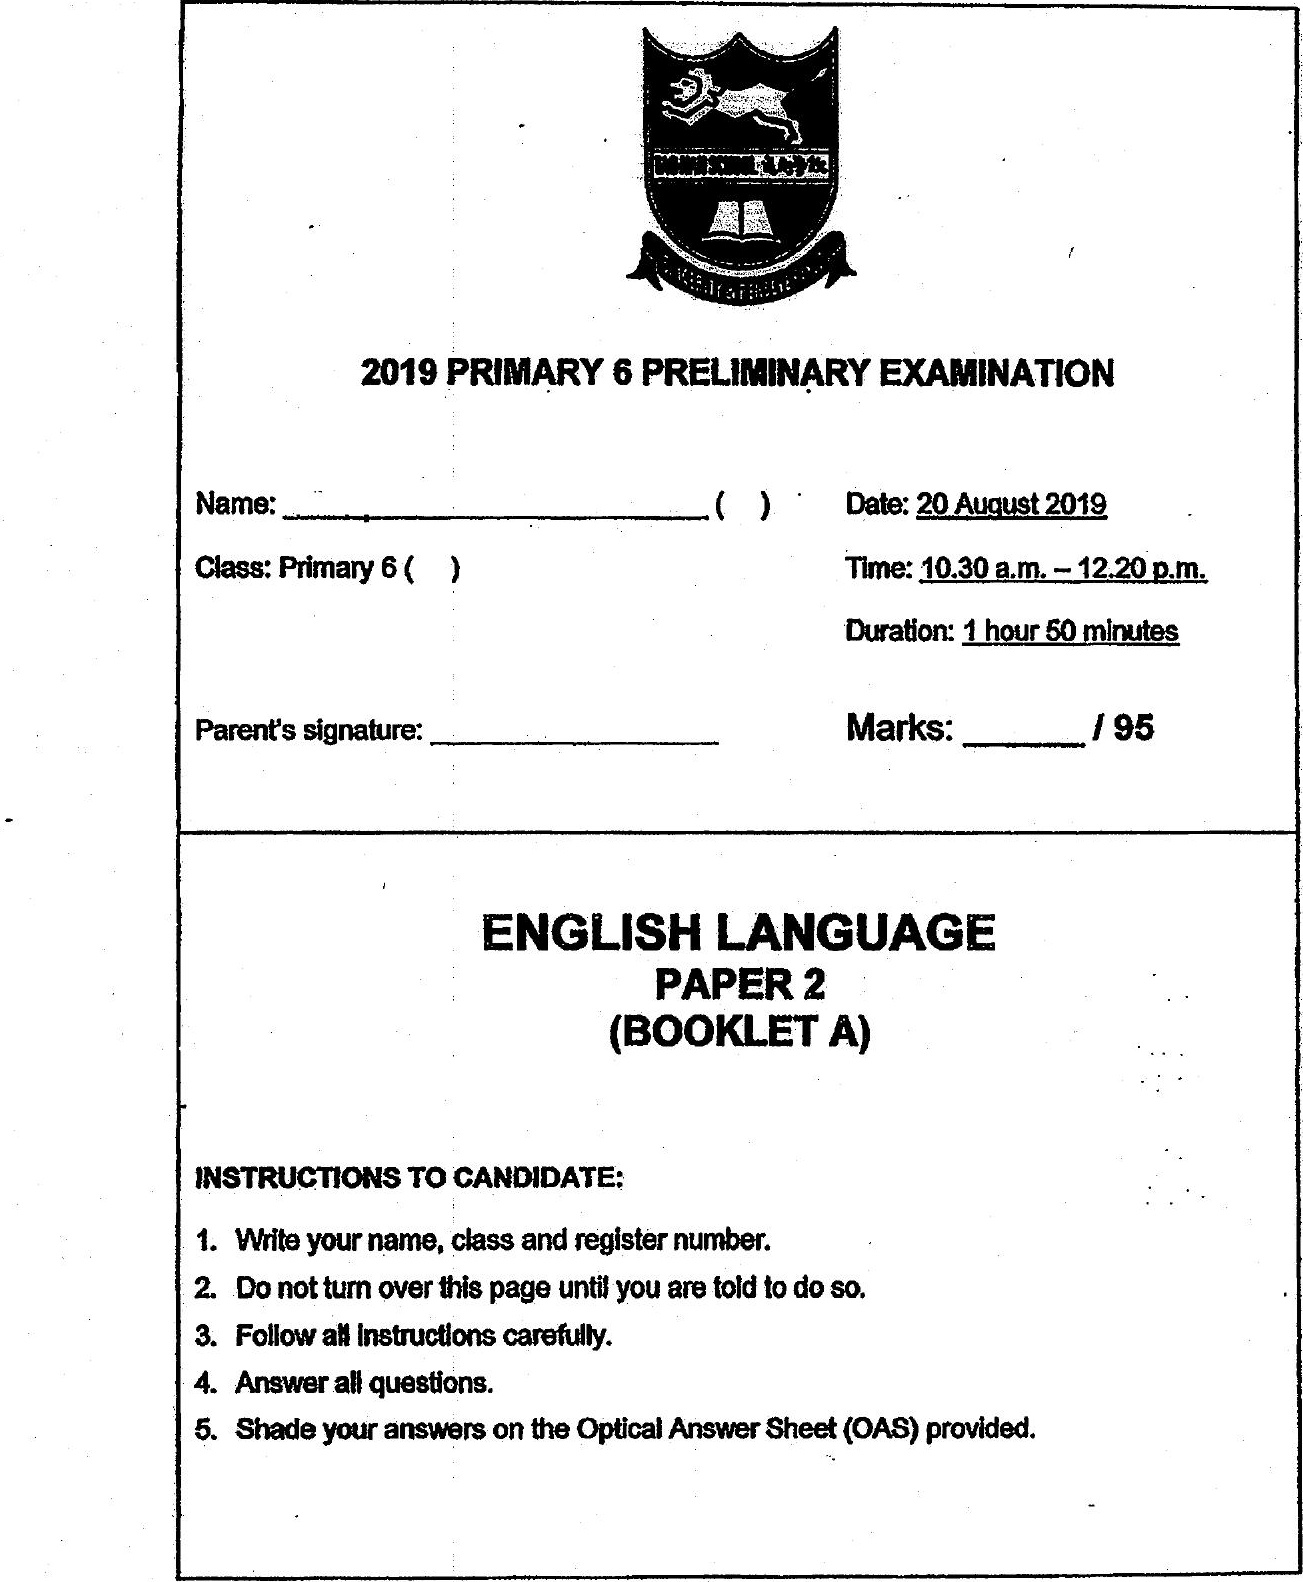 2019 PRIMARY 6 PRELIMINARY EXAMINATION
Name: ____________________ ( )
Date: 20 August 2019
Class: Primary 6 ( )
Time: 10.30 a.m. – 12.20 p.m.
Duration: 1 hour 50 minutes
Parent's signature: ____________________
Marks: ______ / 95
ENGLISH LANGUAGE
PAPER 2
(BOOKLET A)
INSTRUCTIONS TO CANDIDATE:
1. Write your name, class and register number.
2. Do not turn over this page until you are told to do so.
3. Follow all instructions carefully.
4. Answer all questions.
5. Shade your answers on the Optical Answer Sheet (OAS) provided.